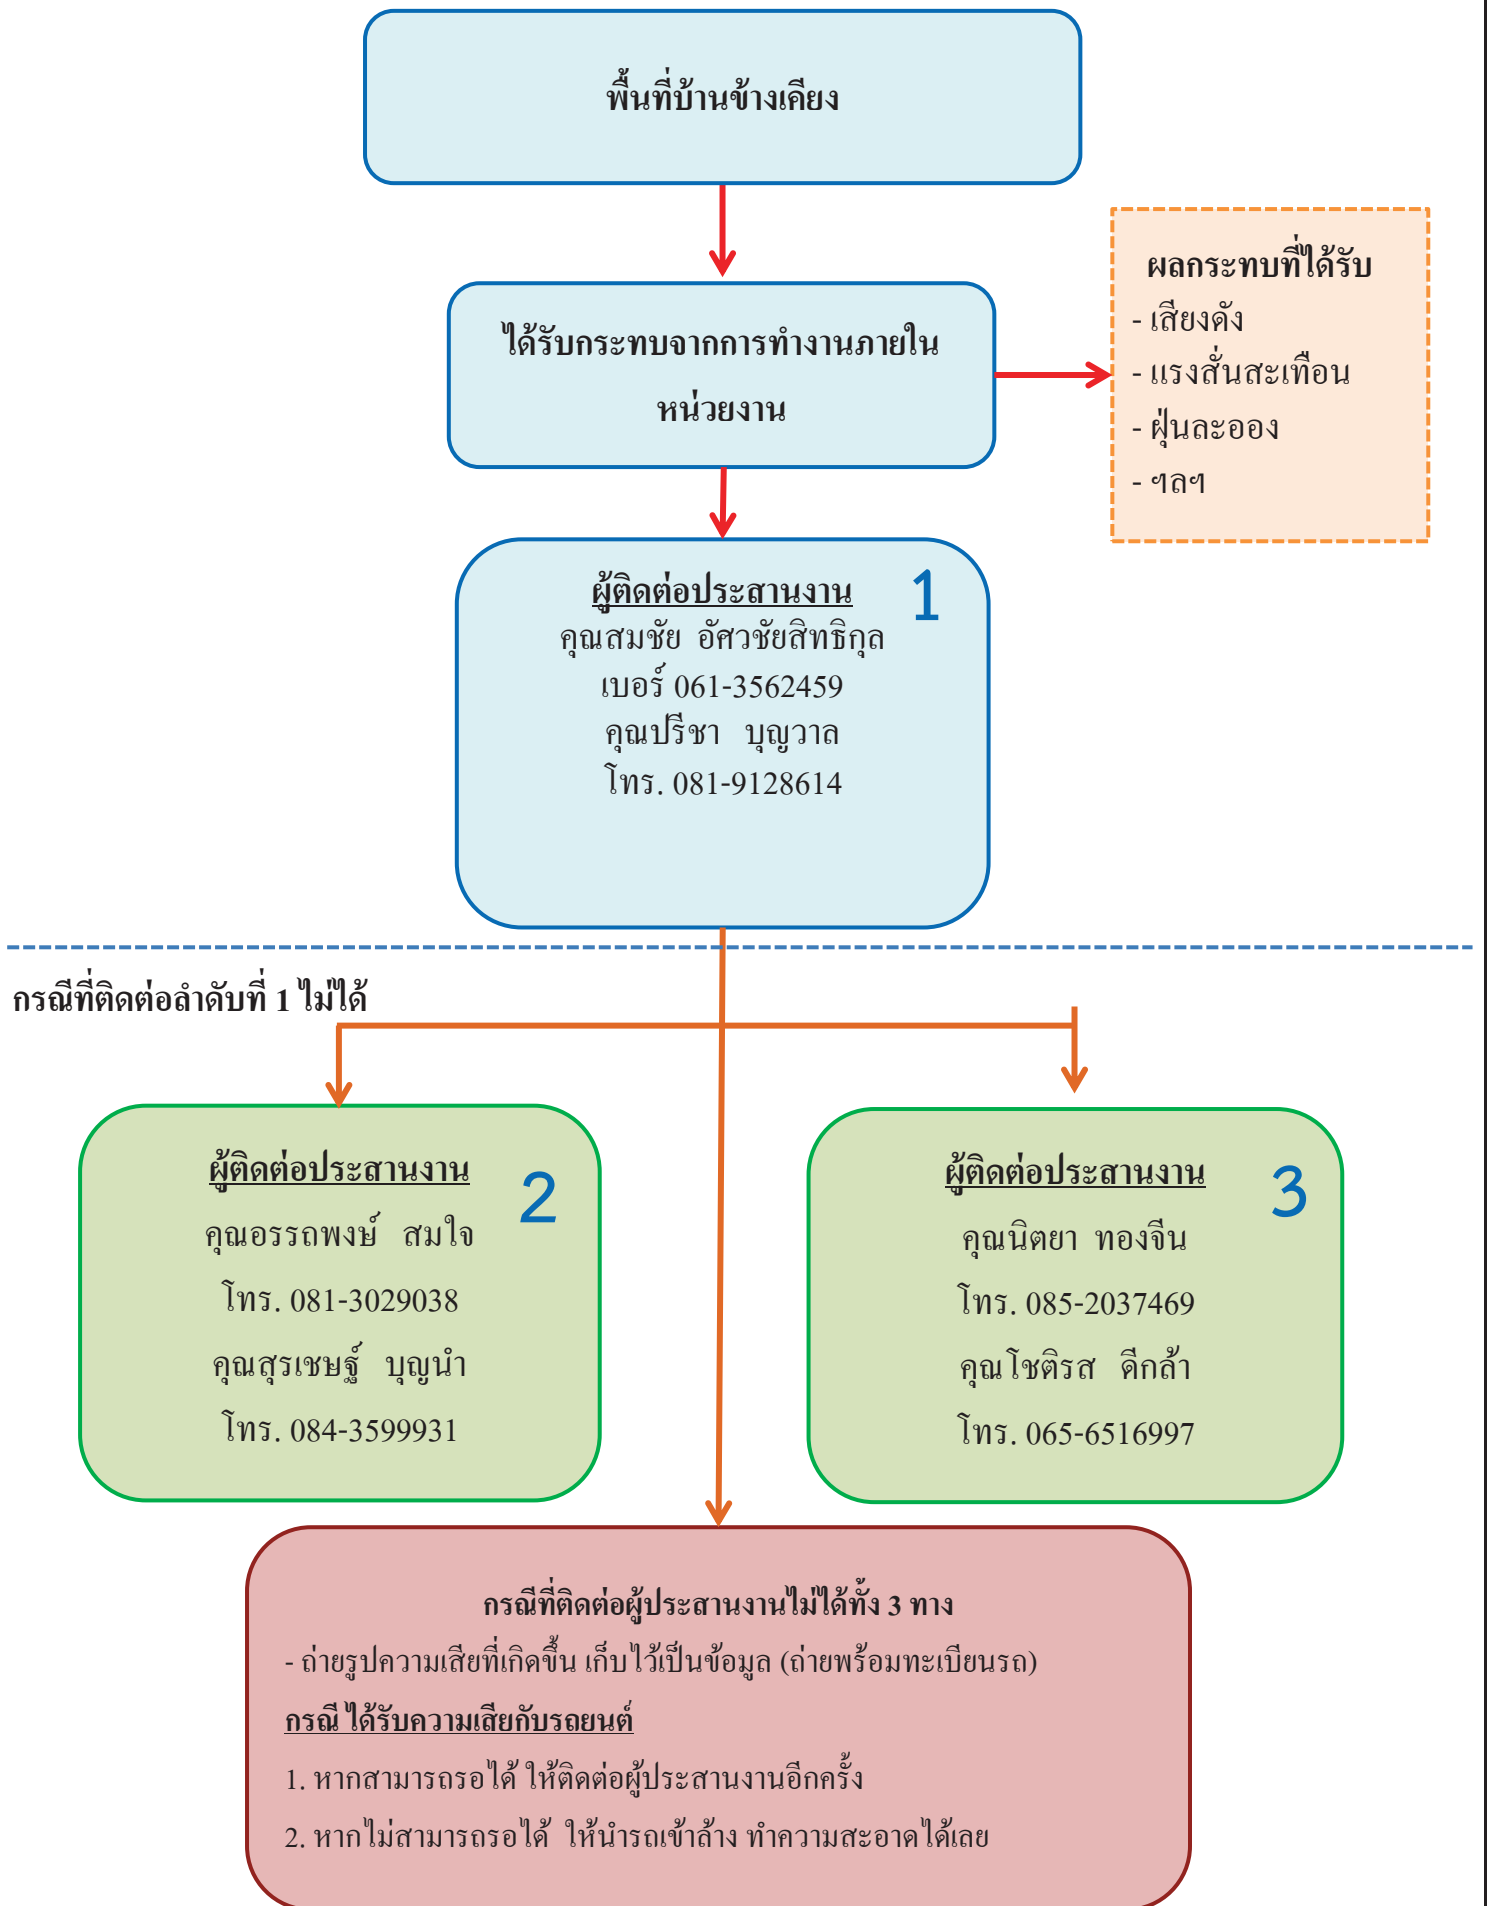 พื้นที่บ้านข้างเคียง
ได้รับกระทบจากการทำงานภายใน
หน่วยงาน
ผลกระทบที่ได้รับ
- เสียงดัง
- แรงสั่นสะเทือน
- ฝุ่นละออง
- ฯลฯ
ผู้ติดต่อประสานงาน 1
คุณสมชัย อัศวชัยสิทธิกุล
เบอร์ 061-3562459
คุณปรีชา บุญวาล
โทร. 081-9128614
กรณีที่ติดต่อลำดับที่ 1 ไม่ได้
ผู้ติดต่อประสานงาน 2
คุณอรรถพงษ์ สมใจ
โทร. 081-3029038
คุณสุรเชษฐ์ บุญนำ
โทร. 084-3599931
ผู้ติดต่อประสานงาน 3
คุณนิตยา ทองจีน
โทร. 085-2037469
คุณโชติรส ดีกล้า
โทร. 065-6516997
กรณีที่ติดต่อผู้ประสานงานไม่ได้ทั้ง 3 ทาง
- ถ่ายรูปความเสียที่เกิดขึ้น เก็บไว้เป็นข้อมูล (ถ่ายพร้อมทะเบียนรถ)
กรณี ได้รับความเสียกับรถยนต์
1. หากสามารถรอได้ ให้ติดต่อผู้ประสานงานอีกครั้ง
2. หากไม่สามารถรอได้ ให้นำรถเข้าล้าง ทำความสะอาดได้เลย